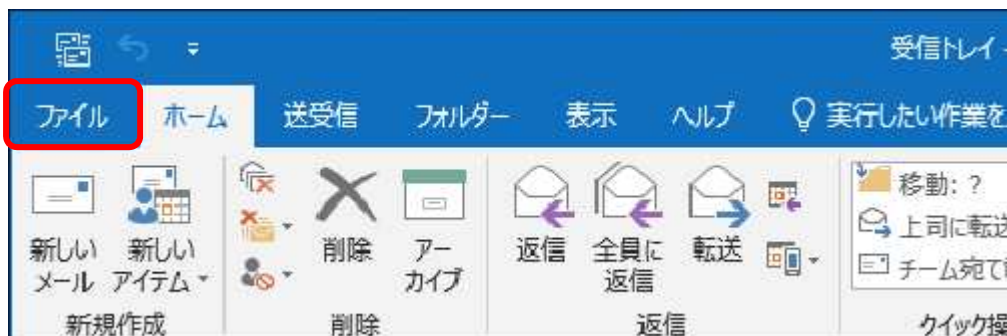 受信トレイ -
ファイル ホーム 送受信 フォルダー 表示 ヘルプ 実行したい作業を
新しい
メール
新しい
アイテム
削除
アー
カイブ
返信
全員に
返信
転送
移動: ?
上司に転送
チーム宛て
新規作成 削除 返信 クイック操